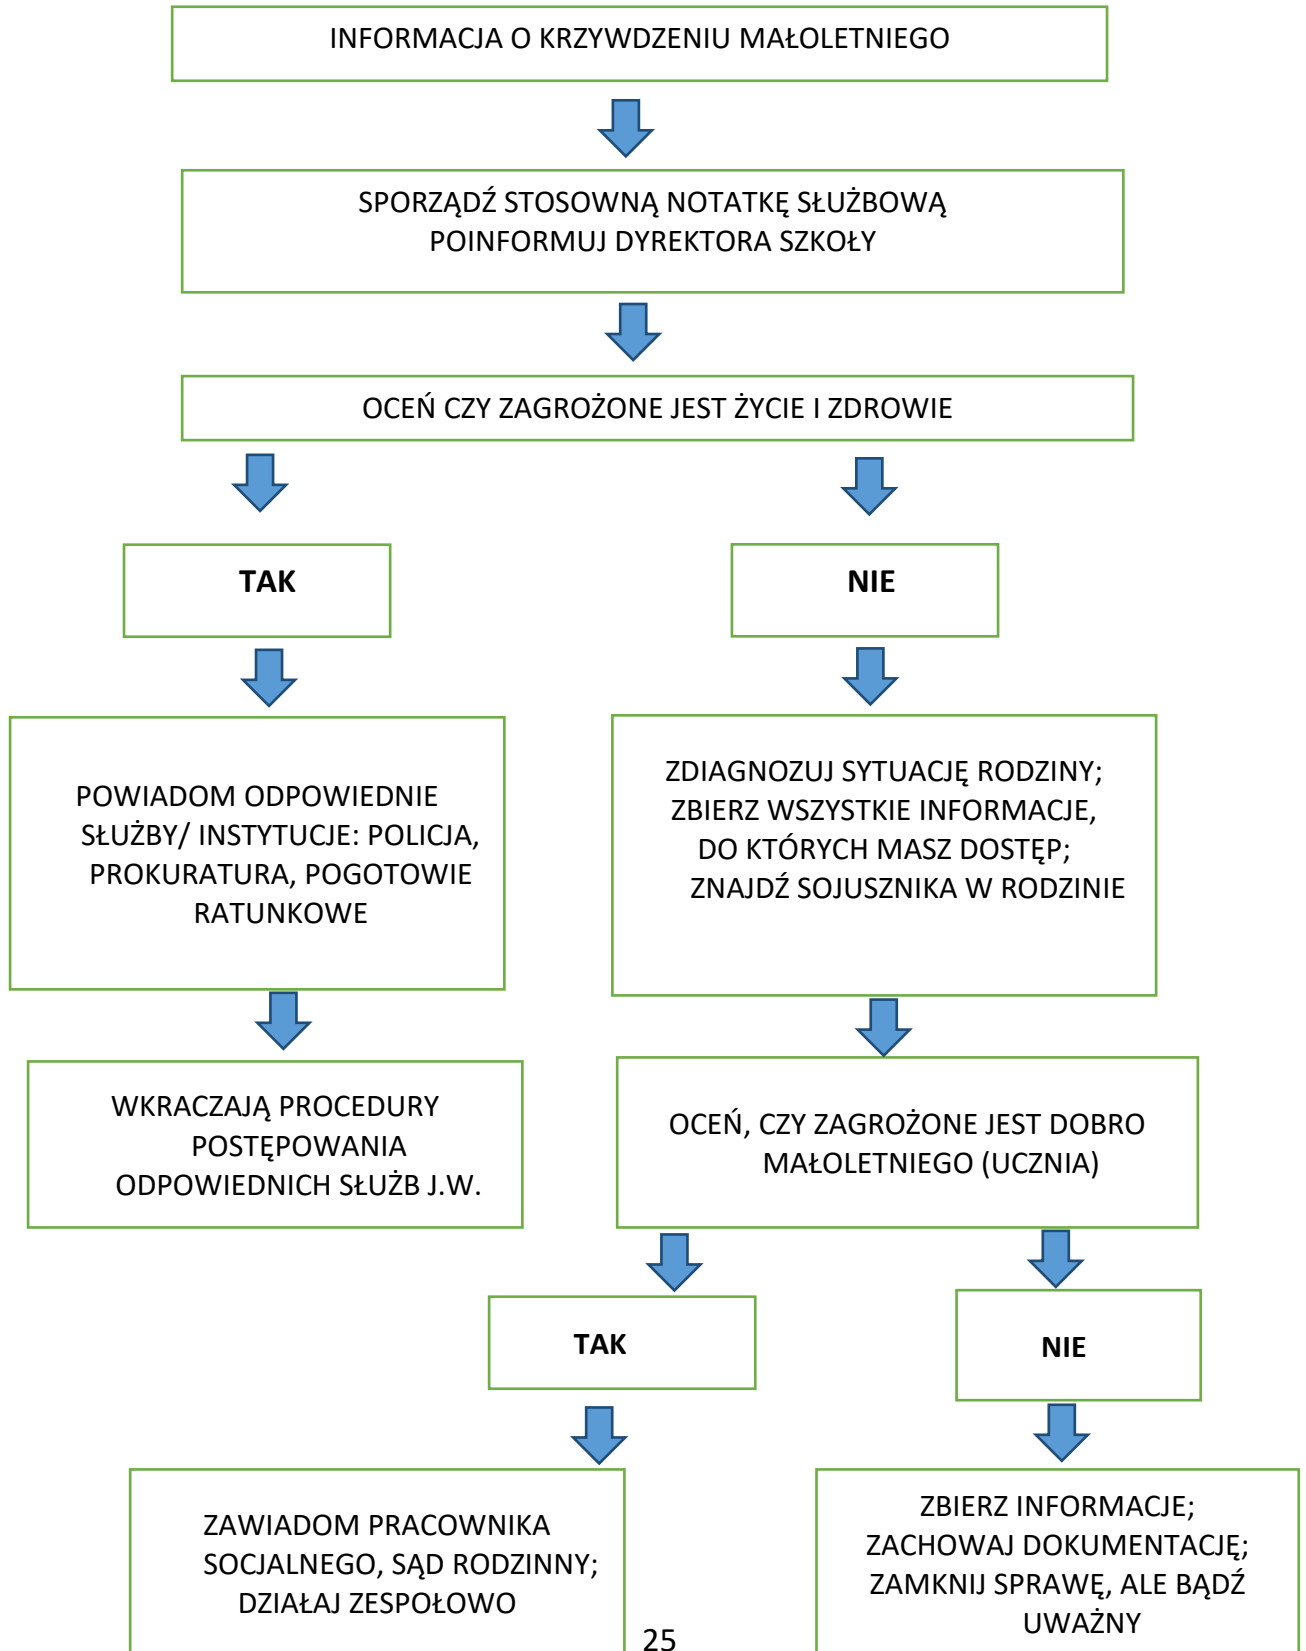 INFORMACJA O KRZYWDZENIU MAŁOLETNIEGO
SPORZĄDŹ STOSOWNĄ NOTATKĘ SŁUŻBOWĄ
POINFORMUJ DYREKTORA SZKOŁY
OCEŃ CZY ZAGROŻONE JEST ŻYCIE I ZDROWIE
TAK
NIE
POWIADOM ODPOWIEDNIE
SŁUŻBY/ INSTYTUCJE: POLICJA,
PROKURATURA, POGOTOWIE
RATUNKOWE
ZDIAGNOZUJ SYTUACJĘ RODZINY;
ZBIERZ WSZYSTKIE INFORMACJE,
DO KTÓRYCH MASZ DOSTĘP;
ZNAJDŹ SOJUSZNIKA W RODZINIE
WKRACZAJĄ PROCEDURY
POSTĘPOWANIA
ODPOWIEDNICH SŁUŻB J.W.
OCEŃ, CZY ZAGROŻONE JEST DOBRO
MAŁOLETNIEGO (UCZNIA)
TAK
NIE
ZAWIADOM PRACOWNIKA
SOCJALNEGO, SĄD RODZINNY;
DZIAŁAJ ZESPOŁOWO
ZBIERZ INFORMACJE;
ZACHOWAJ DOKUMENTACJĘ;
ZAMKNIJ SPRAWĘ, ALE BĄDŹ
UWAŻNY
25